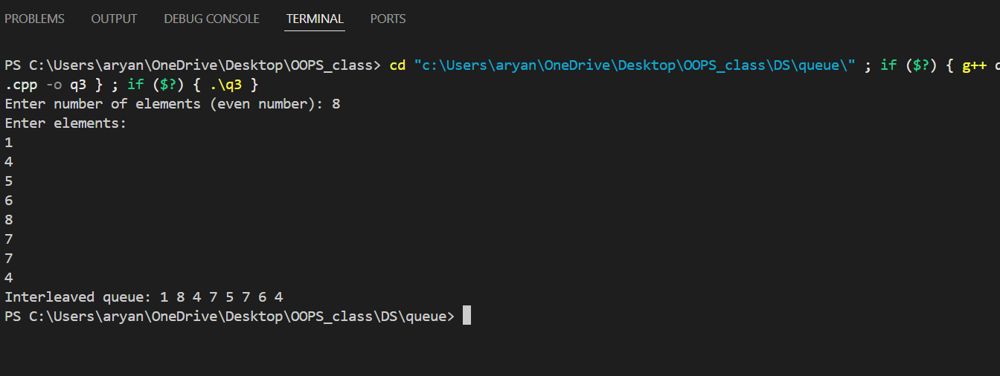 PROBLEMS OUTPUT DEBUG CONSOLE TERMINAL PORTS
PS C:\Users\aryan\OneDrive\Desktop\OOPS_class> cd "c:\Users\aryan\OneDrive\Desktop\OOPS_class\DS\queue\" ; if ($?) { g++
.cpp -o q3 } ; if ($?) { .\q3 }
Enter number of elements (even number): 8
Enter elements:
1
4
5
6
8
7
7
4
Interleaved queue: 1 8 4 7 5 7 6 4
PS C:\Users\aryan\OneDrive\Desktop\OOPS_class\DS\queue>